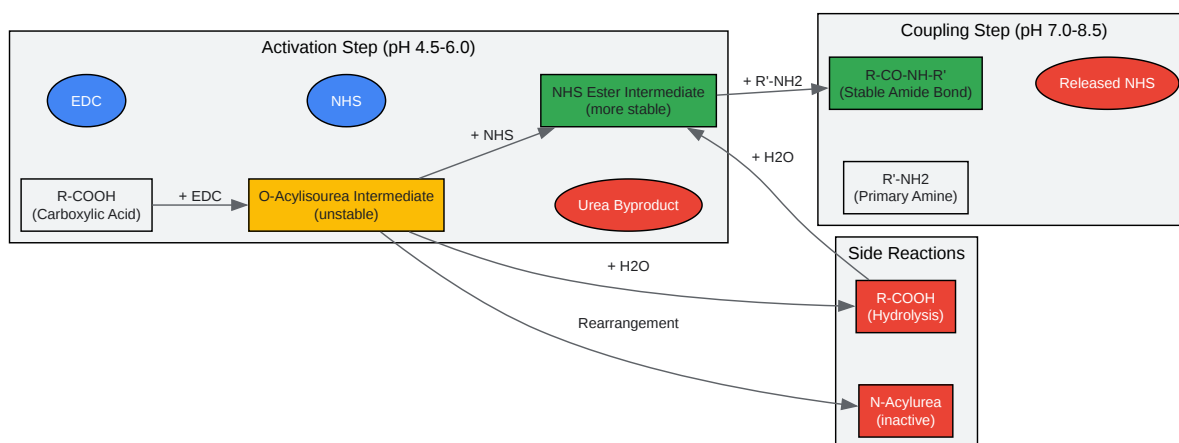 Activation Step (pH 4.5-6.0)
EDC
NHS
NHS Ester Intermediate
(more stable)
+ NHS
R-COOH
(Carboxylic Acid)
+ EDC
O-Acylisourea Intermediate
(unstable)
Urea Byproduct
+ R'-NH2
Coupling Step (pH 7.0-8.5)
R-CO-NH-R'
(Stable Amide Bond)
Released NHS
+ H2O
R'-NH2
(Primary Amine)
Side Reactions
+ H2O
R-COOH
(Hydrolysis)
Rearrangement
N-Acylurea
(inactive)